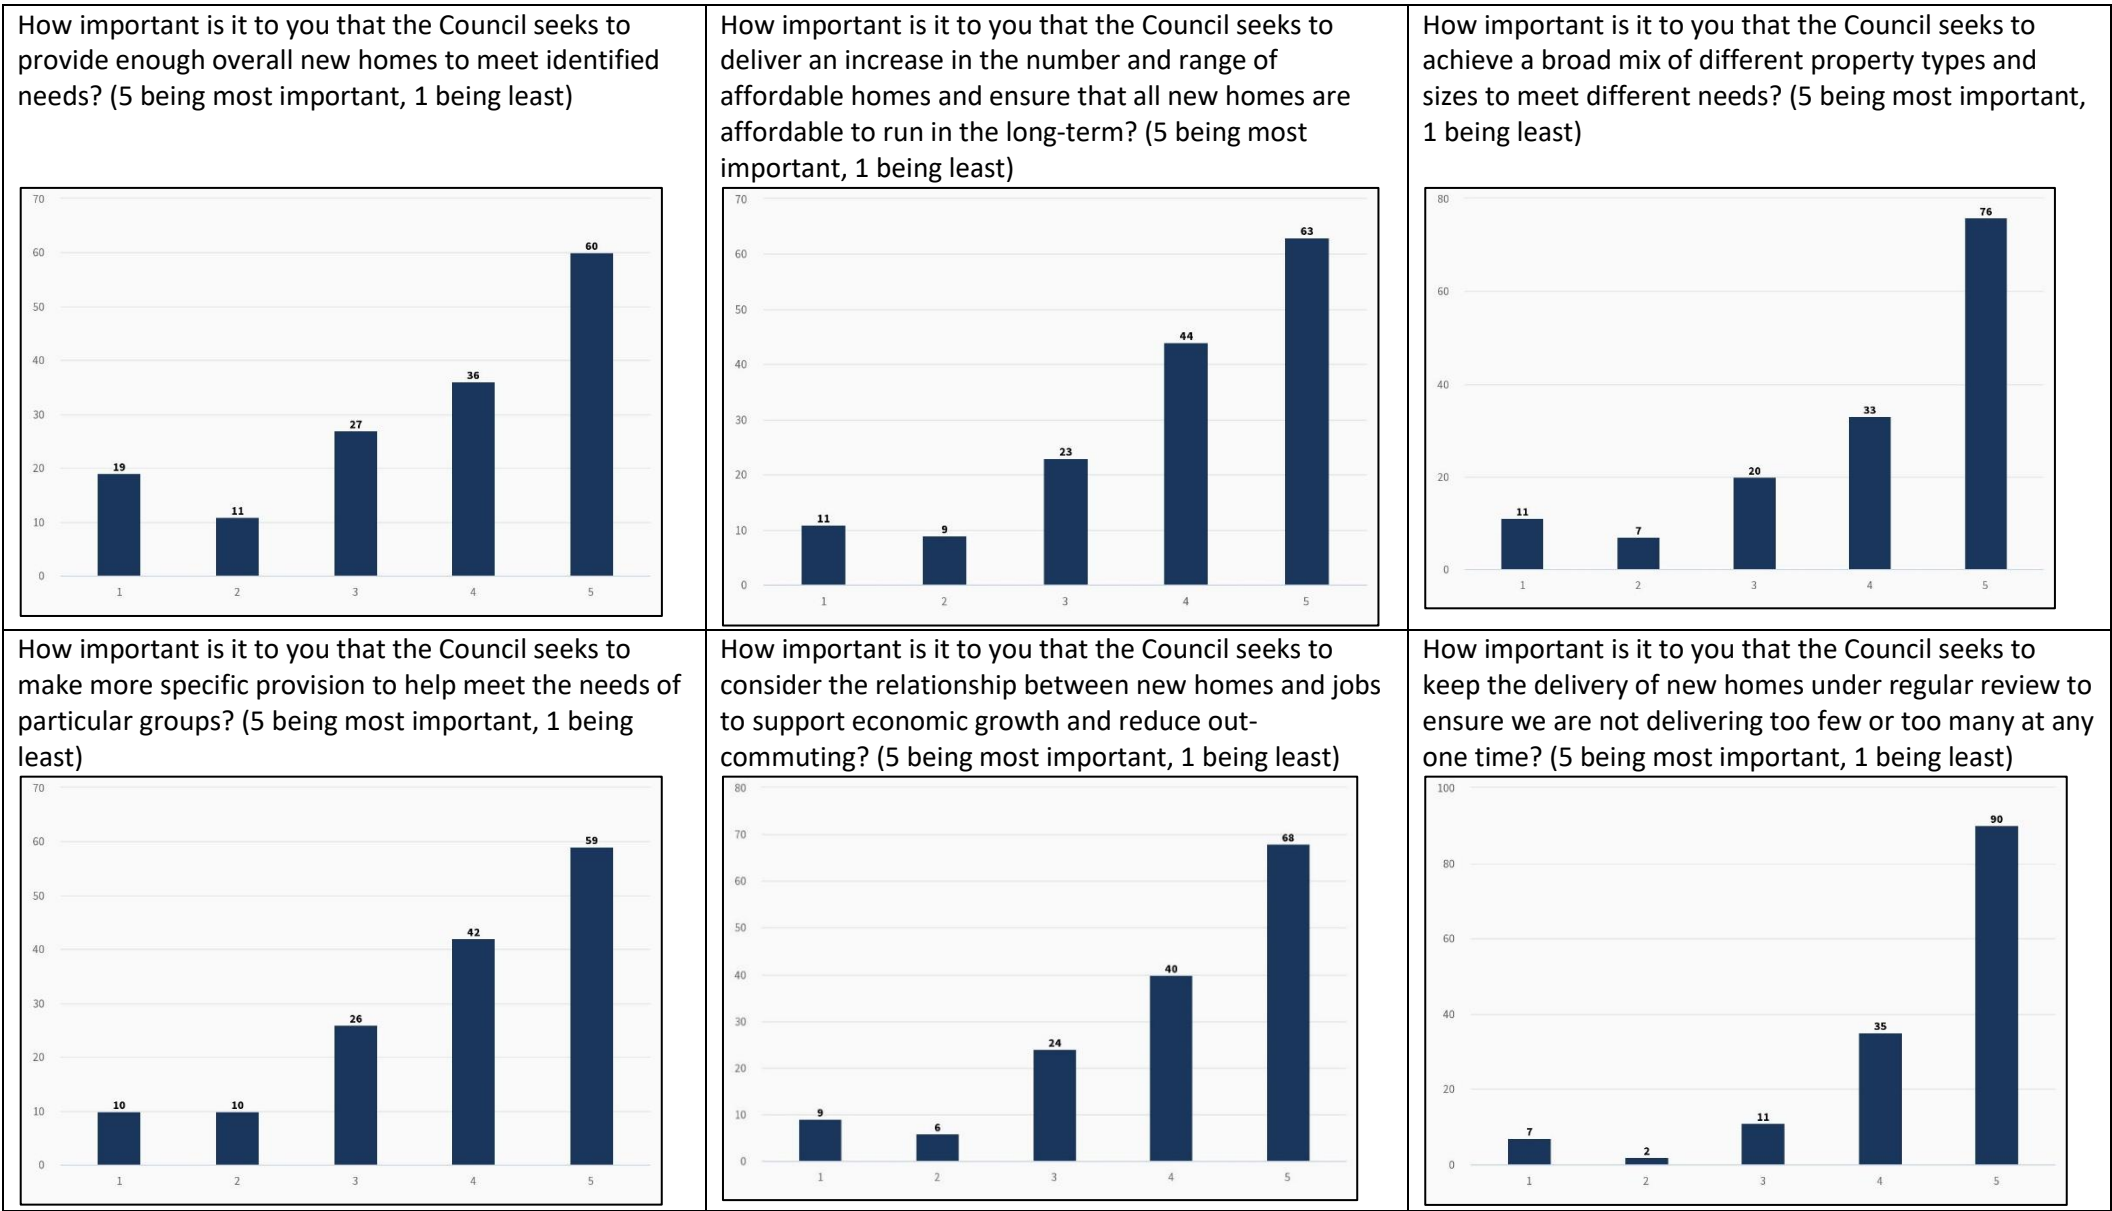 How important is it to you that the Council seeks to
provide enough overall new homes to meet identified
needs? (5 being most important, 1 being least)
70
60
50
40
30
20
10
0
19
11
27
36
60
1 2 3 4 5
How important is it to you that the Council seeks to
deliver an increase in the number and range of
affordable homes and ensure that all new homes are
affordable to run in the long-term? (5 being most
important, 1 being least)
70
60
50
40
30
20
10
0
11
9
23
44
63
1 2 3 4 5
How important is it to you that the Council seeks to
achieve a broad mix of different property types and
sizes to meet different needs? (5 being most important,
1 being least)
80
60
40
20
0
11
7
20
33
76
1 2 3 4 5
How important is it to you that the Council seeks to
make more specific provision to help meet the needs of
particular groups? (5 being most important, 1 being
least)
70
60
50
40
30
20
10
0
10
10
26
42
59
1 2 3 4 5
How important is it to you that the Council seeks to
consider the relationship between new homes and jobs
to support economic growth and reduce out-
commuting? (5 being most important, 1 being least)
80
70
60
50
40
30
20
10
0
9
6
24
40
68
1 2 3 4 5
How important is it to you that the Council seeks to
keep the delivery of new homes under regular review to
ensure we are not delivering too few or too many at any
one time? (5 being most important, 1 being least)
100
80
60
40
20
0
7
2
11
35
90
1 2 3 4 5